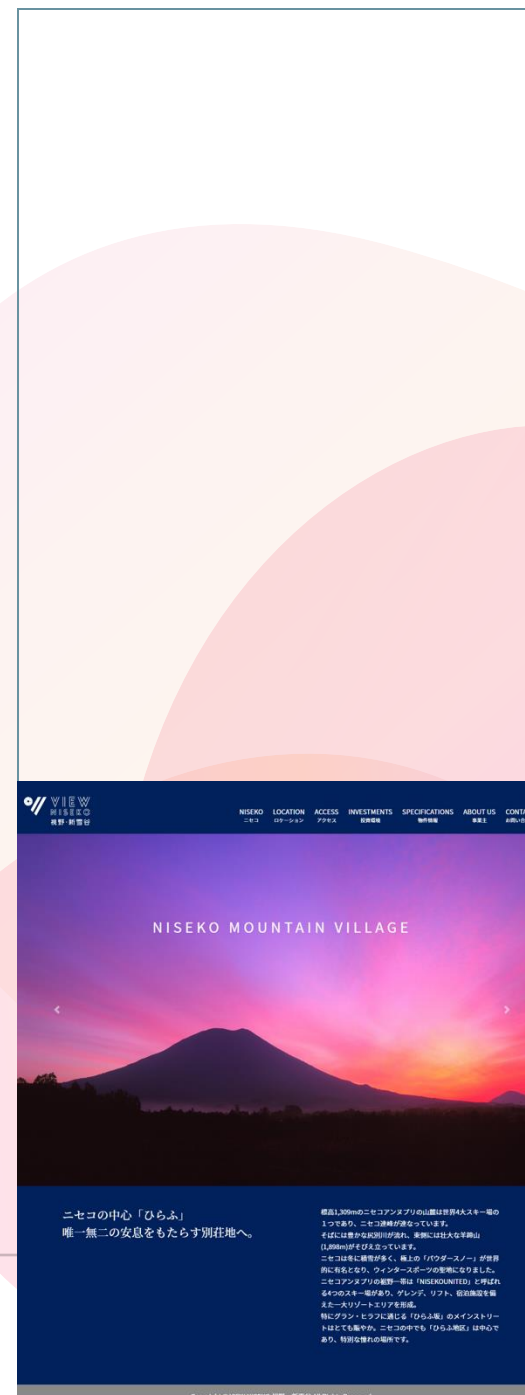 VIEW
NISEKO
視野·新雪谷
NISEKO LOCATION ACCESS INVESTMENTS SPECIFICATIONS ABOUT US
ニセコ ロケーション アクセス 投資環境 物件情報 事業主
NISEKO MOUNTAIN VILLAGE
ニセコの中心「ひらふ」
唯一無二の安息をもたらす別荘地へ。
標高1,309mのニセコアンヌプリの山麓は世界4大スキー場の
１つであり、ニセコ連峰が連なっています。
そばには豊かな尻別川が流れ、東側には壮大な羊蹄山
(1,898m)がそびえ立っています。
ニセコは冬に積雪が多く、極上の「パウダースノー」が世界
的に有名となり、ウィンタースポーツの聖地になりました。
ニセコアンヌプリの裾野一帯は「NISEKOUNITED」と呼ばれ
る4つのスキー場があり、ゲレンデ、リフト、宿泊施設を備
えた一大リゾートエリアを形成。
特にグラン・ヒラフに通じる「ひらふ坂」のメインストリー
トはとても賑やか。ニセコの中でも「ひらふ地区」は中心で
あり、特別な憧れの場所です。